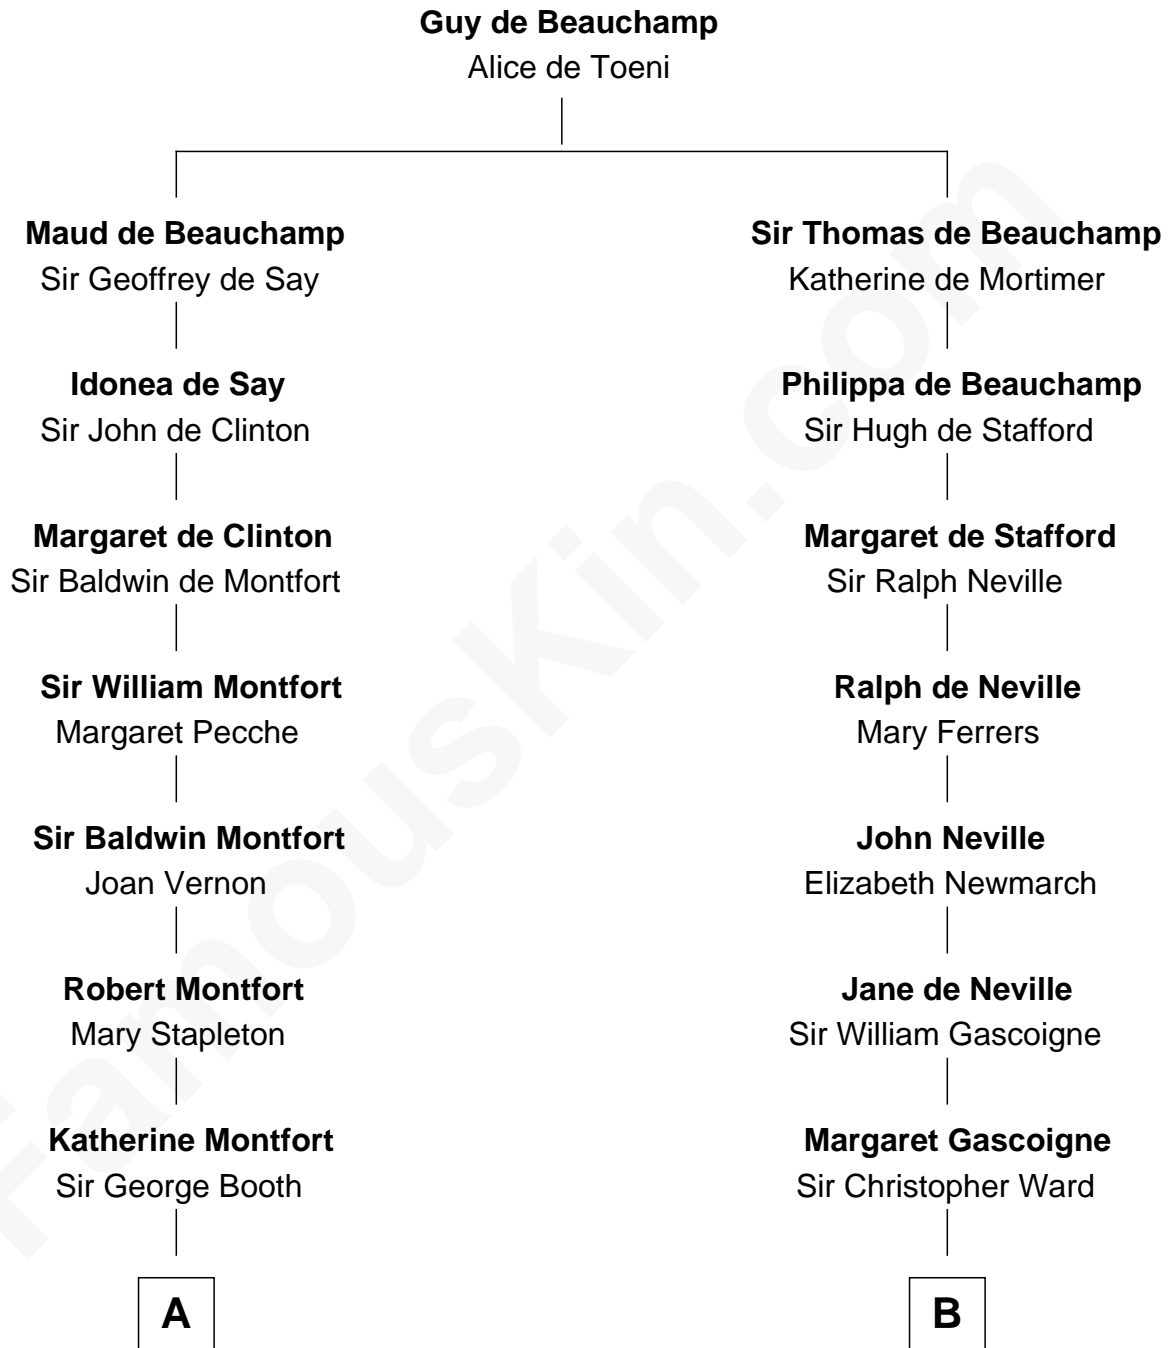 Guy de Beauchamp
Alice de Toeni
Maud de Beauchamp
Sir Geoffrey de Say
Idonea de Say
Sir John de Clinton
Margaret de Clinton
Sir Baldwin de Montfort
Sir William Montfort
Margaret Pecche
Sir Baldwin Montfort
Joan Vernon
Robert Montfort
Mary Stapleton
Katherine Montfort
Sir George Booth
A
Sir Thomas de Beauchamp
Katherine de Mortimer
Philippa de Beauchamp
Sir Hugh de Stafford
Margaret de Stafford
Sir Ralph Neville
Ralph de Neville
Mary Ferrers
John Neville
Elizabeth Newmarch
Jane de Neville
Sir William Gascoigne
Margaret Gascoigne
Sir Christopher Ward
B
FamousKin.com